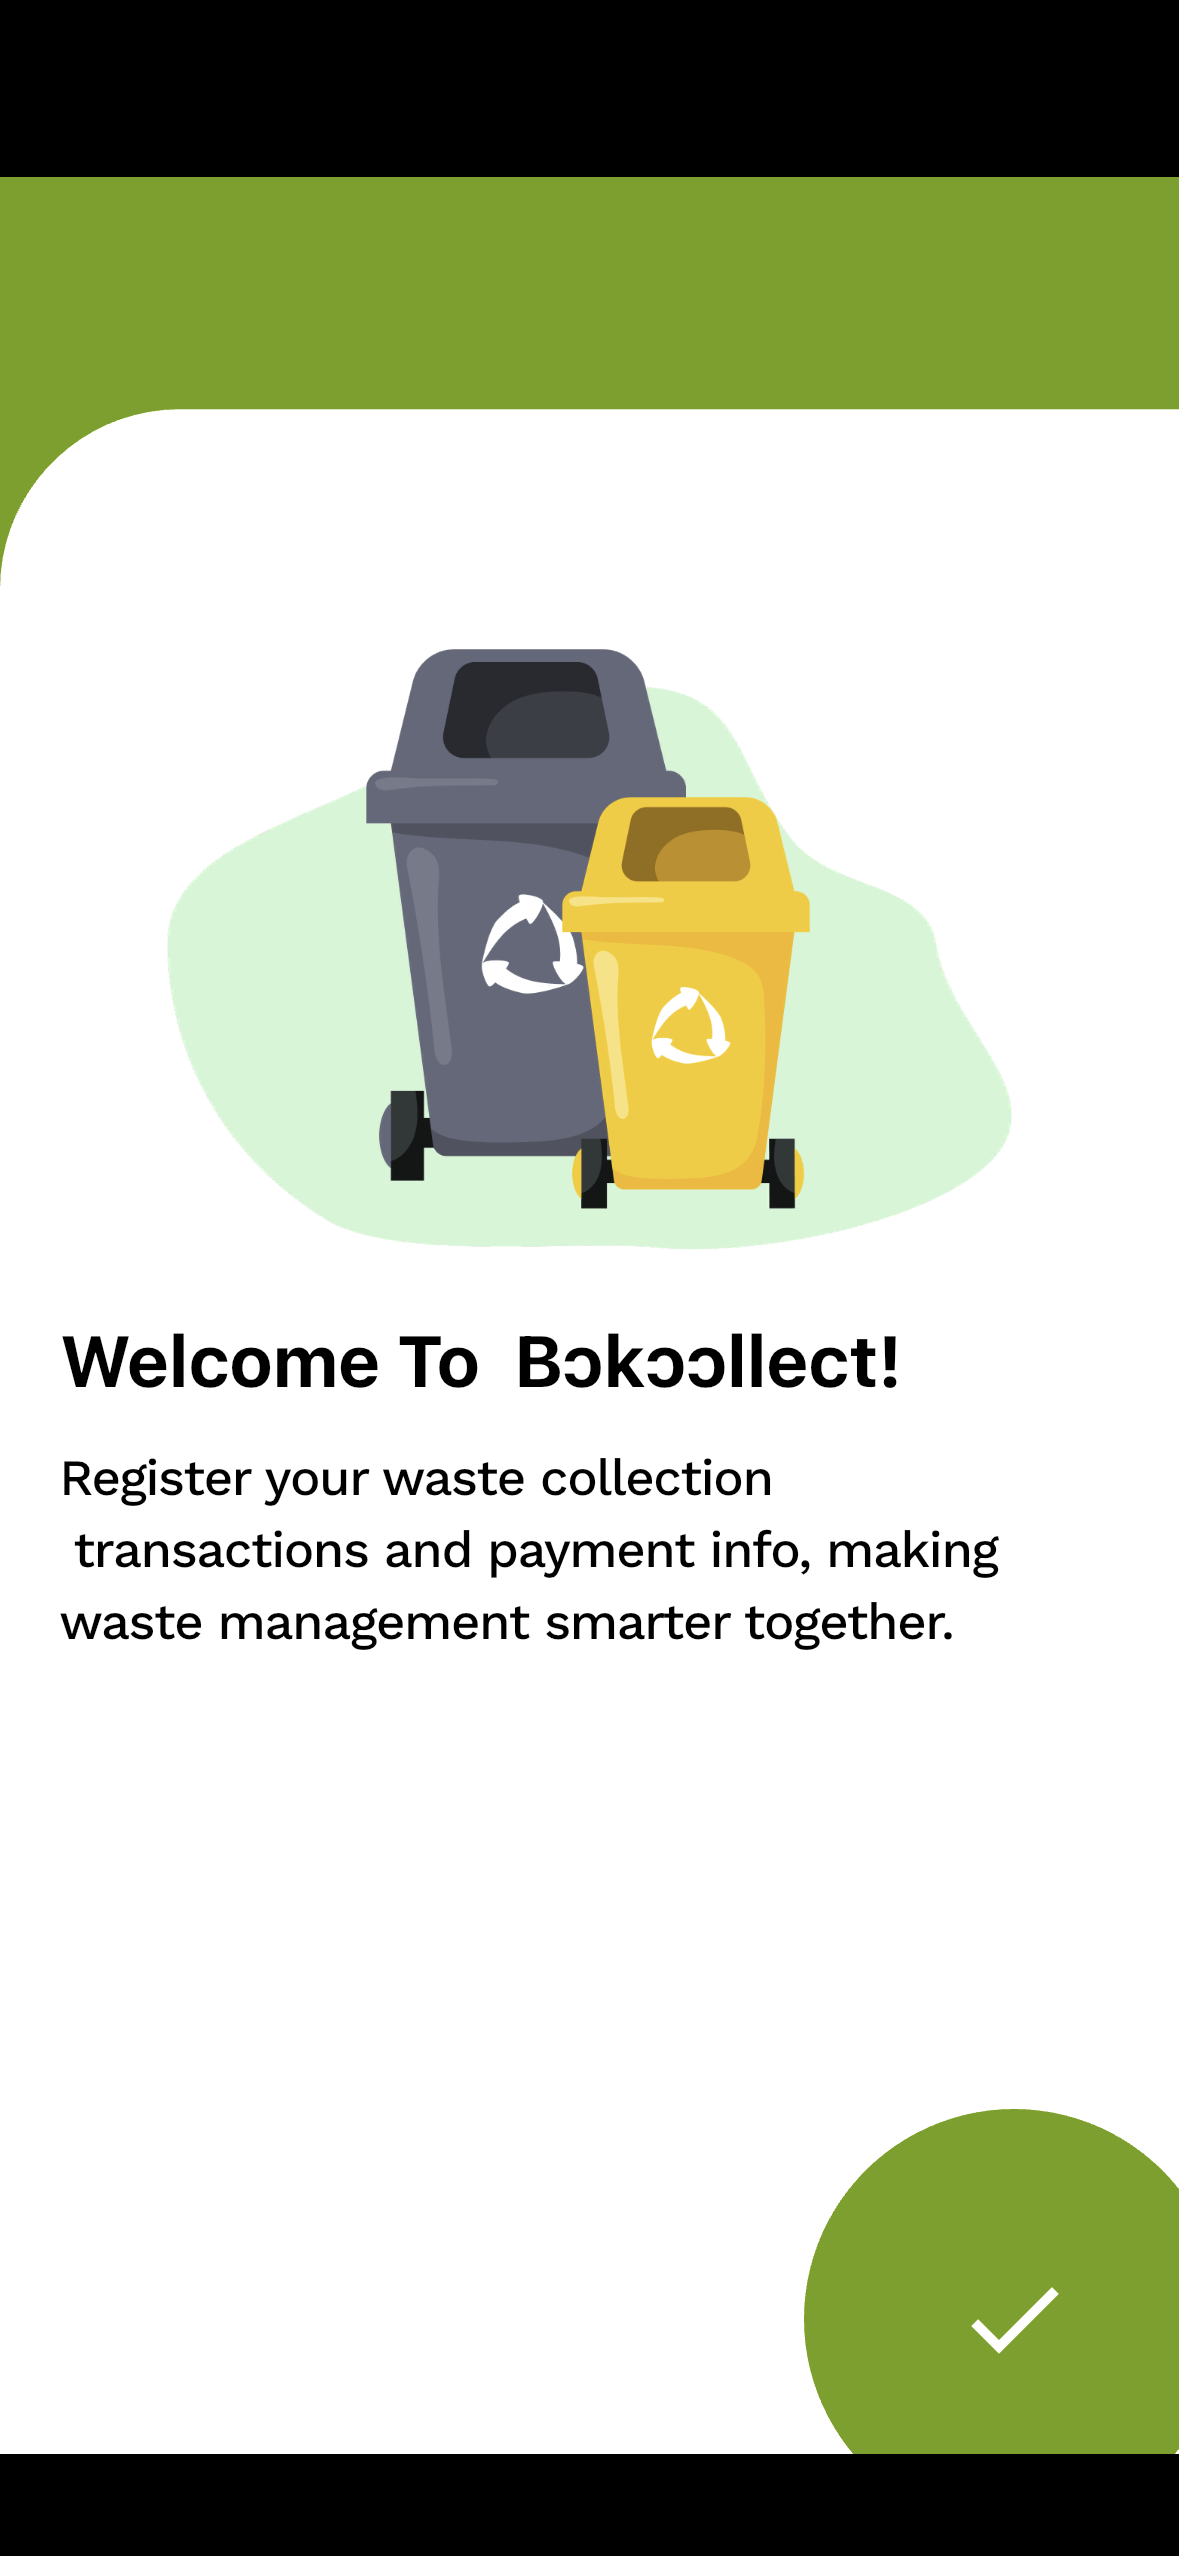 Welcome To  Bɔkɔɔllect!
Register your waste collection
transactions and payment info, making
waste management smarter together.